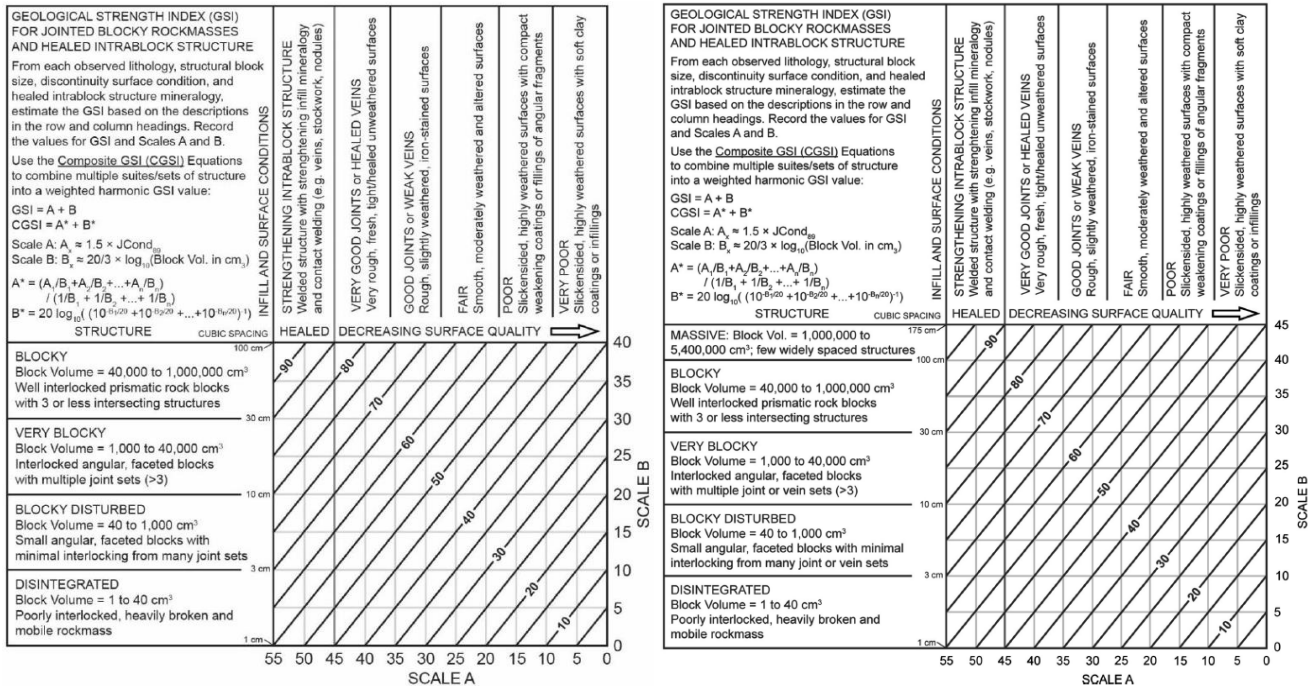 GEOLOGICAL STRENGTH INDEX (GSI)
FOR JOINTED BLOCKY ROCKMASSES
AND HEALED INTRABLOCK STRUCTURE
From each observed lithology, structural block
size, discontinuity surface condition, and
healed intrablock structure mineralogy,
estimate the GSI based on the descriptions
in the row and column headings. Record
the values for GSI and Scales A and B.
Use the Composite GSI (CGSI) Equations
to combine multiple suites/sets of structure
into a weighted harmonic GSI value:
GSI = A + B
CGSI = A* + B*
Scale A: Aₓ ≈ 1.5 × JCond₈₉
Scale B: Bₓ ≈ 20/3 × log₁₀(Block Vol. in cm₃)
A* = (A₁/B₁+A₂/B₂+...+Aₙ/Bₙ)
/ (1/B₁ + 1/B₂ +...+ 1/Bₙ)
B* = 20 log₁₀( (10^-B₁/20 +10^-B₂/20 +...+10^-Bₙ/20)^-1)
INFILL AND SURFACE CONDITIONS
STRENGTHENING INTRABLOCK STRUCTURE
Welded structure with strenghtening infill mineralogy
and contact welding (e.g. veins, stockwork, nodules)
VERY GOOD JOINTS or HEALED VEINS
Very rough, fresh, tight/healed unweathered surfaces
GOOD JOINTS or WEAK VEINS
Rough, slightly weathered, iron-stained surfaces
FAIR
Smooth, moderately weathered and altered surfaces
POOR
Slickensided, highly weathered surfaces with compact
weakening coatings or fillings of angular fragments
VERY POOR
Slickensided, highly weathered surfaces with soft clay
coatings or infillings
STRUCTURE CUBIC SPACING HEALED DECREASING SURFACE QUALITY
100 cm
BLOCKY
Block Volume = 40,000 to 1,000,000 cm³
Well interlocked prismatic rock blocks
with 3 or less intersecting structures
30 cm
VERY BLOCKY
Block Volume = 1,000 to 40,000 cm³
Interlocked angular, faceted blocks
with multiple joint sets (>3)
10 cm
BLOCKY DISTURBED
Block Volume = 40 to 1,000 cm³
Small angular, faceted blocks with
minimal interlocking from many joint sets
3 cm
DISINTEGRATED
Block Volume = 1 to 40 cm³
Poorly interlocked, heavily broken and
mobile rockmass
1 cm
90
80
70
60
50
40
30
20
10
40
35
30
25
20
15
10
5
0
SCALE B
55 50 45 40 35 30 25 20 15 10 5 0
SCALE A
GEOLOGICAL STRENGTH INDEX (GSI)
FOR JOINTED BLOCKY ROCKMASSES
AND HEALED INTRABLOCK STRUCTURE
From each observed lithology, structural block
size, discontinuity surface condition, and healed
intrablock structure mineralogy, estimate the
GSI based on the descriptions in the row and
column headings. Record the values for GSI
and Scales A and B.
Use the Composite GSI (CGSI) Equations
to combine multiple suites/sets of structure
into a weighted harmonic GSI value:
GSI = A + B
CGSI = A* + B*
Scale A: Aₓ ≈ 1.5 × JCond₈₉
Scale B: Bₓ ≈ 20/3 × log₁₀(Block Vol. in cm₃)
A* = (A₁/B₁+A₂/B₂+...+Aₙ/Bₙ)
/ (1/B₁ + 1/B₂ +...+ 1/Bₙ)
B* = 20 log₁₀( (10^-B₁/20 +10^-B₂/20 +...+10^-Bₙ/20)^-1)
INFILL AND SURFACE CONDITIONS
STRENGTHENING INTRABLOCK STRUCTURE
Welded structure with strenghtening infill mineralogy
and contact welding (e.g. veins, stockwork, nodules)
VERY GOOD JOINTS or HEALED VEINS
Very rough, fresh, tight/healed unweathered surfaces
GOOD JOINTS or WEAK VEINS
Rough, slightly weathered, iron-stained surfaces
FAIR
Smooth, moderately weathered and altered surfaces
POOR
Slickensided, highly weathered surfaces with compact
weakening coatings or fillings of angular fragments
VERY POOR
Slickensided, highly weathered surfaces with soft clay
coatings or infillings
STRUCTURE CUBIC SPACING HEALED DECREASING SURFACE QUALITY
175 cm
MASSIVE: Block Vol. = 1,000,000 to
5,400,000 cm³; few widely spaced structures
100 cm
BLOCKY
Block Volume = 40,000 to 1,000,000 cm³
Well interlocked prismatic rock blocks
with 3 or less intersecting structures
30 cm
VERY BLOCKY
Block Volume = 1,000 to 40,000 cm³
Interlocked angular, faceted blocks
with multiple joint or vein sets (>3)
10 cm
BLOCKY DISTURBED
Block Volume = 40 to 1,000 cm³
Small angular, faceted blocks with minimal
interlocking from many joint or vein sets
3 cm
DISINTEGRATED
Block Volume = 1 to 40 cm³
Poorly interlocked, heavily broken and
mobile rockmass
1 cm
90
80
70
60
50
40
30
20
10
45
40
35
30
25
20
15
10
5
0
SCALE B
55 50 45 40 35 30 25 20 15 10 5 0
SCALE A